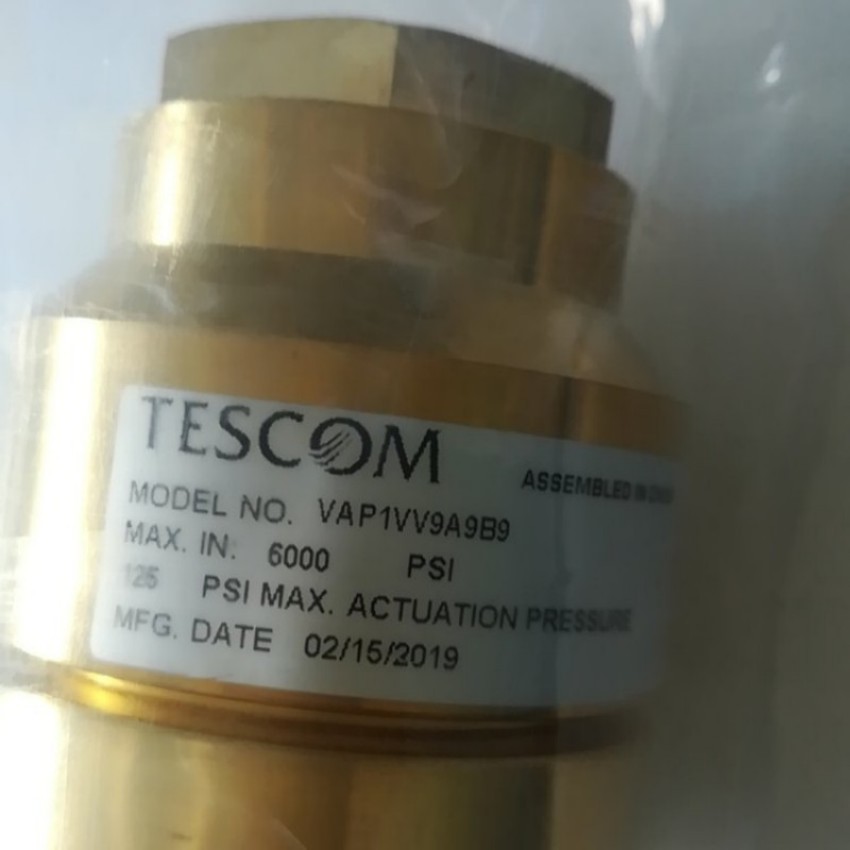 TESCOM
ASSEMBLED IN
MODEL NO. VAP1VV9A9B9
MAX. IN. 6000 PSI
125 PSI MAX. ACTUATION PRESSURE
MFG. DATE 02/15/2019